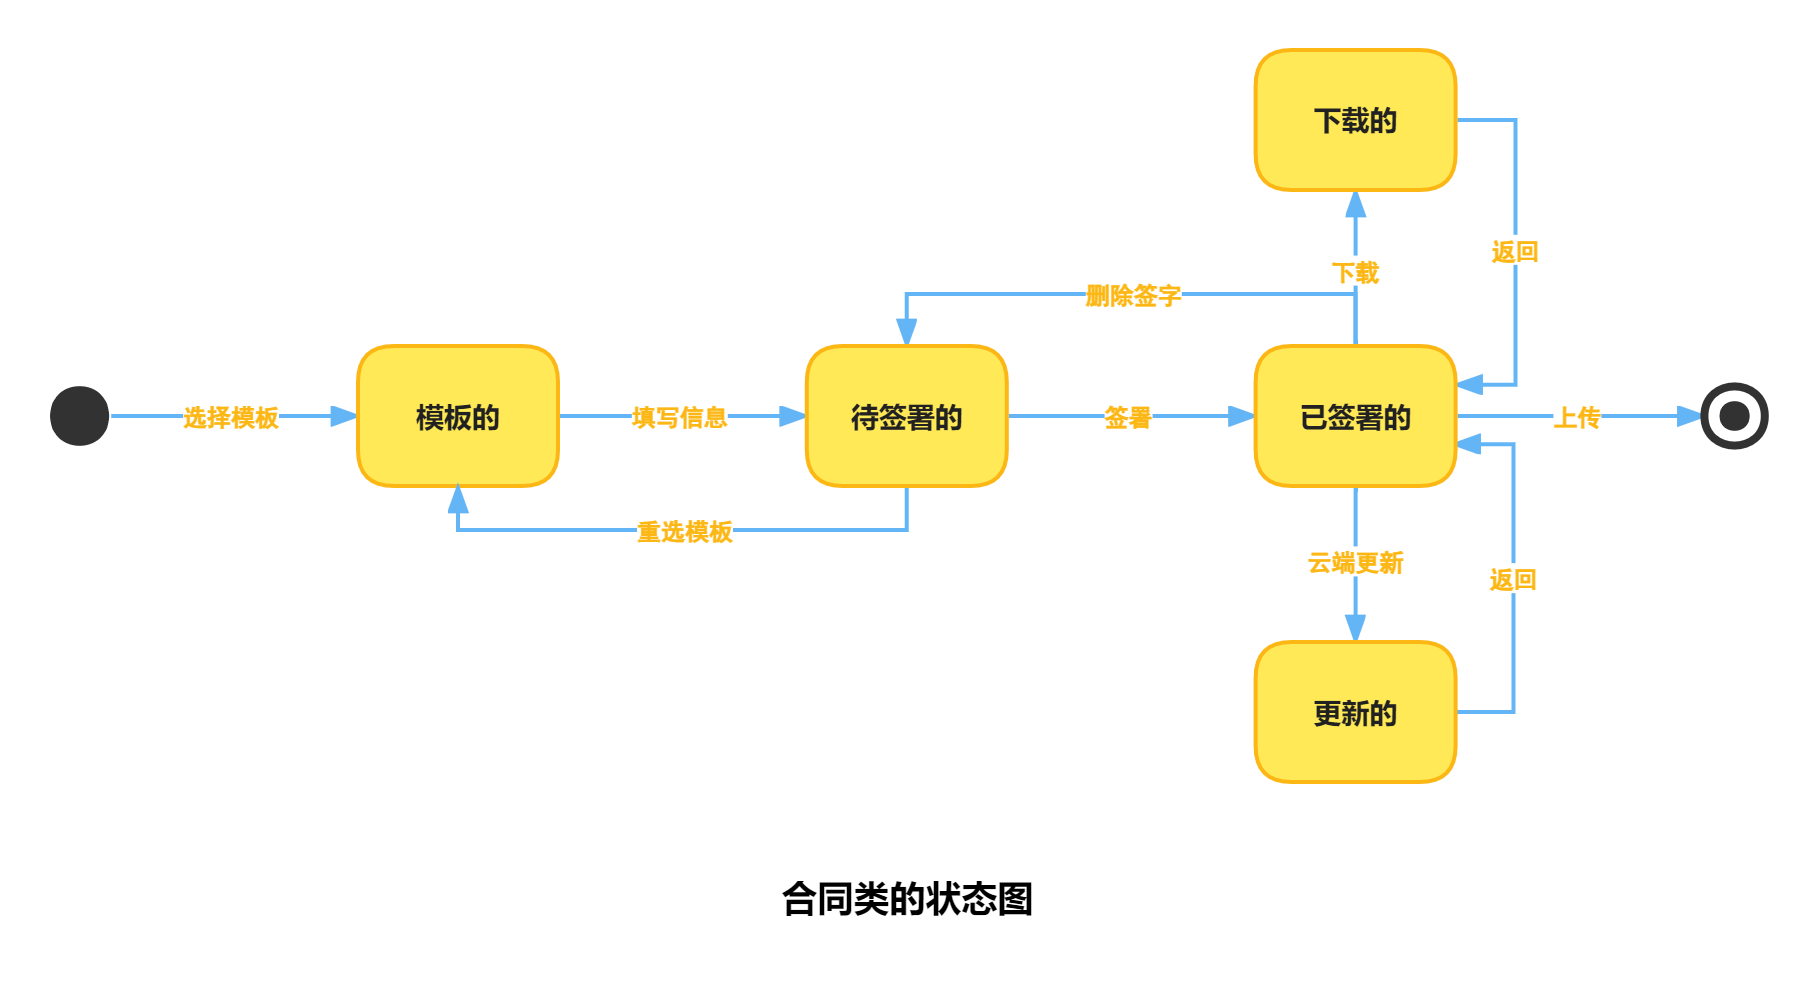 下载的
返回
下载
删除签字
选择模板
模板的
填写信息
待签署的
签署
已签署的
上传
重选模板
云端更新
返回
更新的
合同类的状态图